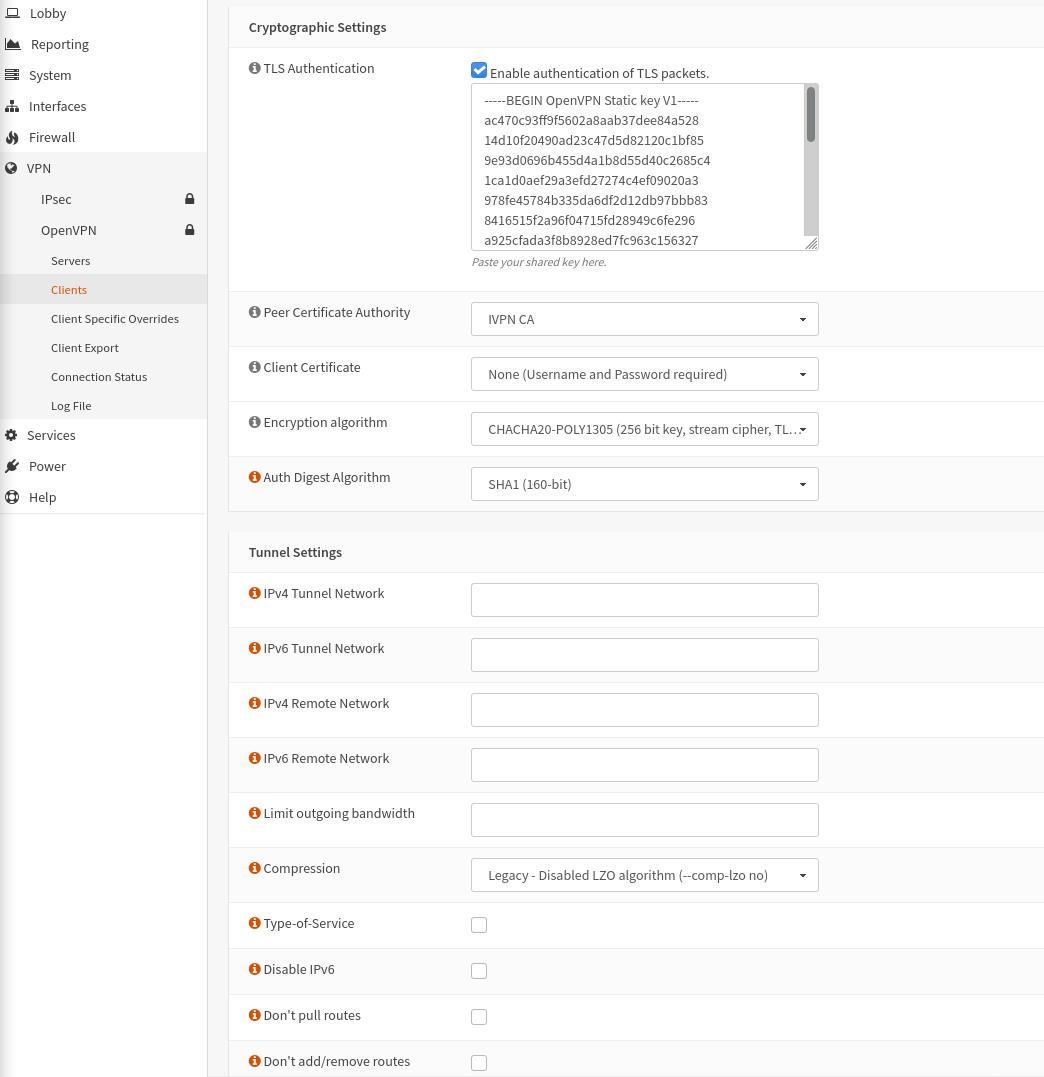 Lobby
Reporting
System
Interfaces
Firewall
VPN
IPsec
OpenVPN
Servers
Clients
Client Specific Overrides
Client Export
Connection Status
Log File
Services
Power
Help
Cryptographic Settings
TLS Authentication
Enable authentication of TLS packets.
-----BEGIN OpenVPN Static key V1-----
ac470c93ff9f5602a8aab37dee84a528
14d10f20490ad23c47d5d82120c1bf85
9e93d0696b455d4a1b8d55d40c2685c4
1ca1d0aef29a3efd27274c4ef09020a3
978fe45784b335da6df2d12db97bbb83
8416515f2a96f04715fd28949c6fe296
a925cfada3f8b8928ed7fc963c156327
Paste your shared key here.
Peer Certificate Authority
IVPN CA
Client Certificate
None (Username and Password required)
Encryption algorithm
CHACHA20-POLY1305 (256 bit key, stream cipher, TL...
Auth Digest Algorithm
SHA1 (160-bit)
Tunnel Settings
IPv4 Tunnel Network
IPv6 Tunnel Network
IPv4 Remote Network
IPv6 Remote Network
Limit outgoing bandwidth
Compression
Legacy - Disabled LZO algorithm (--comp-lzo no)
Type-of-Service
Disable IPv6
Don't pull routes
Don't add/remove routes